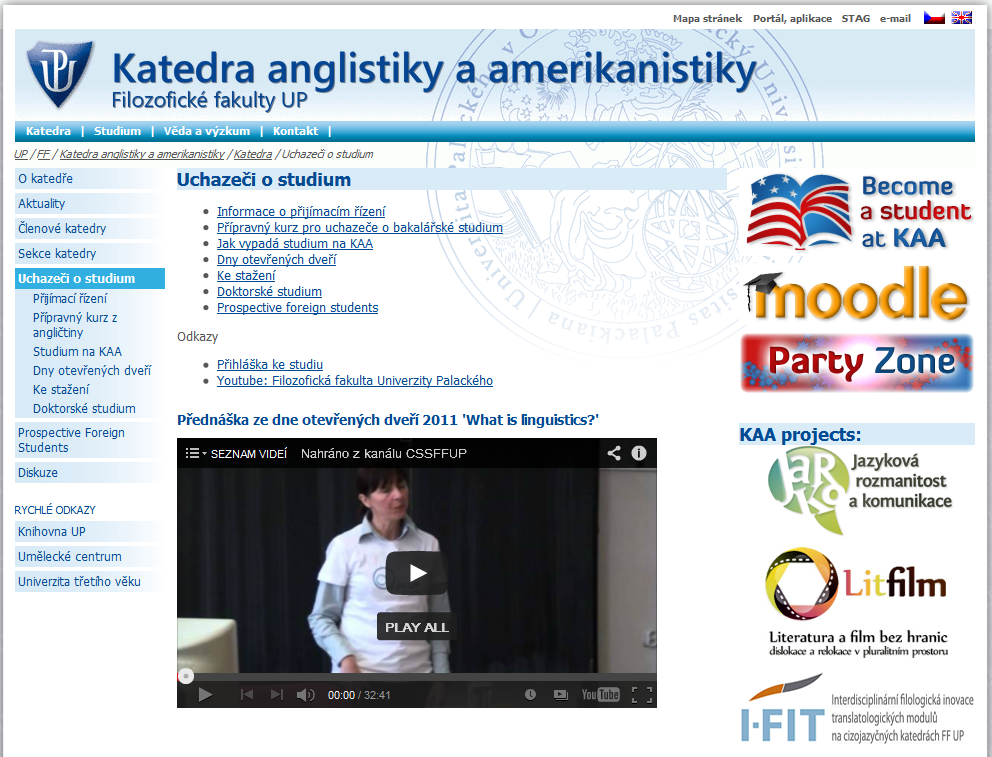 Mapa stránek Portál, aplikace STAG e-mail
Katedra anglistiky a amerikanistiky
Filozofické fakulty UP
Katedra | Studium | Věda a výzkum | Kontakt |
UP / FF / Katedra anglistiky a amerikanistiky / Katedra / Uchazeči o studium
O katedře
Aktuality
Členové katedry
Sekce katedry
Uchazeči o studium
Přijímací řízení
Přípravný kurz z
angličtiny
Studium na KAA
Dny otevřených dveří
Ke stažení
Doktorské studium
Prospective Foreign
Students
Diskuze
RYCHLÉ ODKAZY
Knihovna UP
Umělecké centrum
Univerzita třetího věku
Uchazeči o studium
Informace o přijímacím řízení
Přípravný kurz pro uchazeče o bakalářské studium
Jak vypadá studium na KAA
Dny otevřených dveří
Ke stažení
Doktorské studium
Prospective foreign students
Odkazy
Přihláška ke studiu
Youtube: Filozofická fakulta Univerzity Palackého
Přednáška ze dne otevřených dveří 2011 'What is linguistics?'
SEZNAM VIDEÍ Nahráno z kanálu CSSFFUP
PLAY ALL
00:00 / 32:41
YouTube
Become
a student
at KAA
moodle
Party Zone
KAA projects:
JaRKo
Jazyková
rozmanitost
a komunikace
Litfilm
Literatura a film bez hranic
dislokace a relokace v pluralitním prostoru
I-FIT
Interdisciplinární filologická inovace
translatologických modulů
na cizojazyčných katedrách FF UP